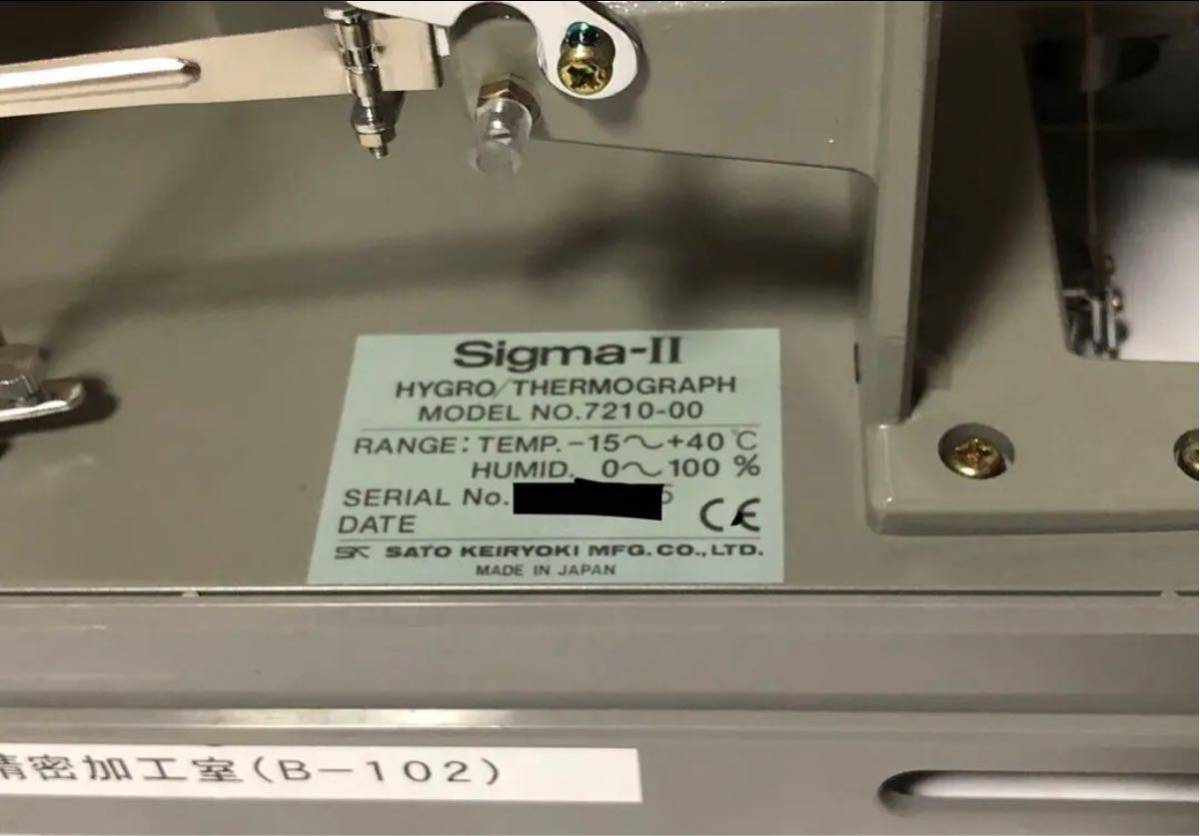 Sigma-II
HYGRO/THERMOGRAPH
MODEL NO.7210-00
RANGE: TEMP. -15~+40℃
HUMID. 0~100 %
SERIAL No.
DATE
CE
SK SATO KEIRYOKI MFG.CO.,LTD.
MADE IN JAPAN
精密加工室(B-102)